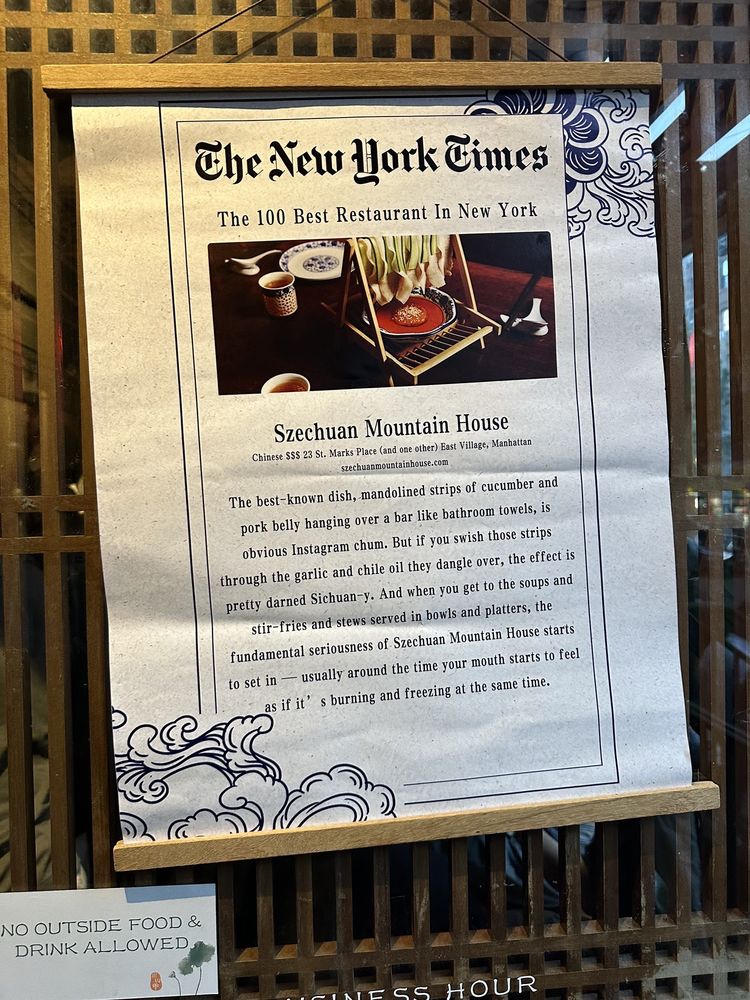 The New York Times
The 100 Best Restaurant In New York
Szechuan Mountain House
Chinese $$$ 23 St. Marks Place (and one other) East Village, Manhattan
szechuanmountainhouse.com
The best-known dish, mandolined strips of cucumber and
pork belly hanging over a bar like bathroom towels, is
obvious Instagram chum. But if you swish those strips
through the garlic and chile oil they dangle over, the effect is
pretty darned Sichuan-y. And when you get to the soups and
stir-fries and stews served in bowls and platters, the
fundamental seriousness of Szechuan Mountain House starts
to set in — usually around the time your mouth starts to feel
as if it’ s burning and freezing at the same time.
NO OUTSIDE FOOD &
DRINK ALLOWED
HOUR